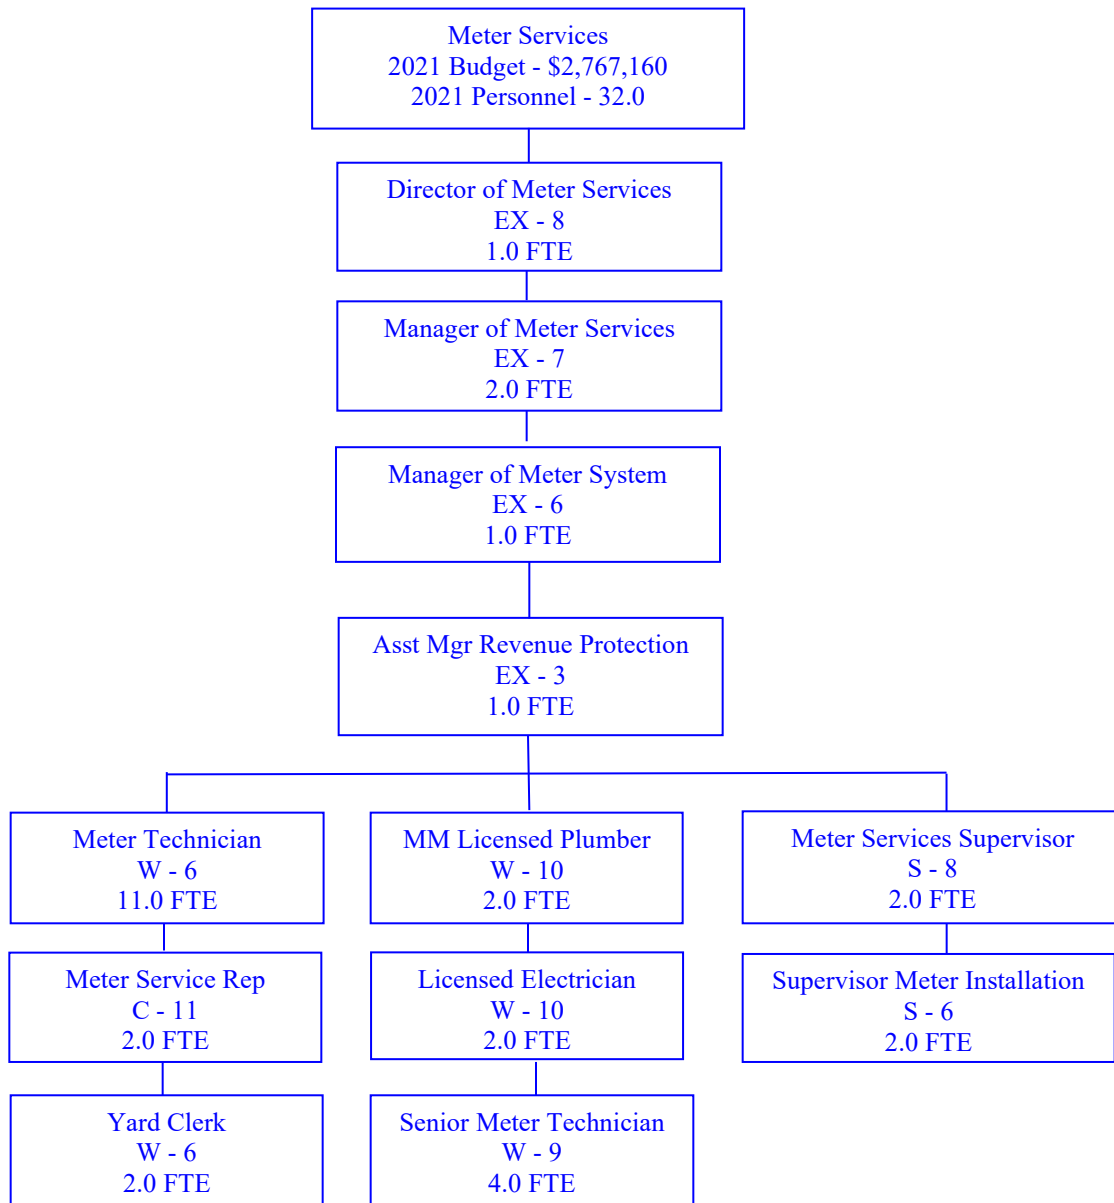 Meter Services
2021 Budget - $2,767,160
2021 Personnel - 32.0
Director of Meter Services
EX - 8
1.0 FTE
Manager of Meter Services
EX - 7
2.0 FTE
Manager of Meter System
EX - 6
1.0 FTE
Asst Mgr Revenue Protection
EX - 3
1.0 FTE
Meter Technician
W - 6
11.0 FTE
MM Licensed Plumber
W - 10
2.0 FTE
Meter Services Supervisor
S - 8
2.0 FTE
Meter Service Rep
C - 11
2.0 FTE
Licensed Electrician
W - 10
2.0 FTE
Supervisor Meter Installation
S - 6
2.0 FTE
Yard Clerk
W - 6
2.0 FTE
Senior Meter Technician
W - 9
4.0 FTE